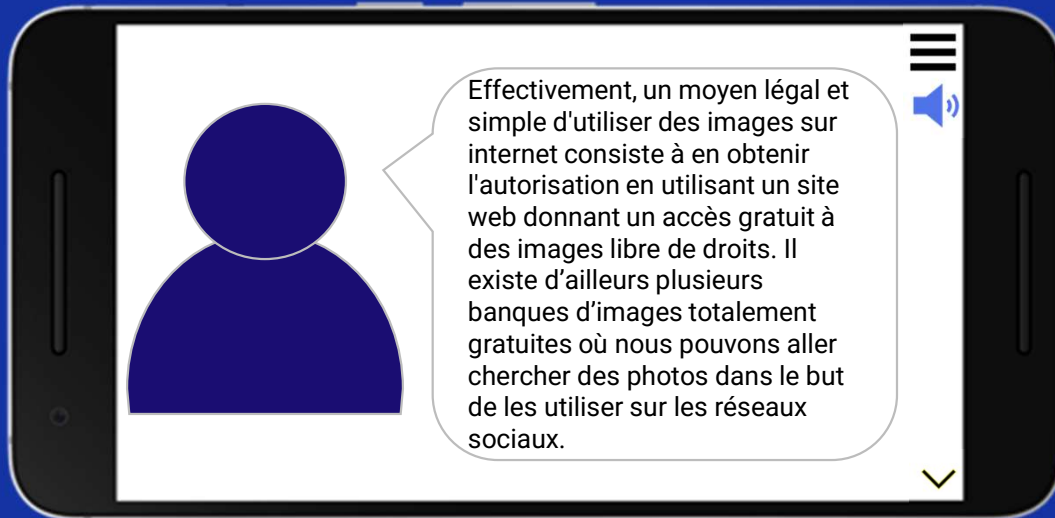 Effectivement, un moyen légal et
simple d'utiliser des images sur
internet consiste à en obtenir
l'autorisation en utilisant un site
web donnant un accès gratuit à
des images libre de droits. Il
existe d’ailleurs plusieurs
banques d’images totalement
gratuites où nous pouvons aller
chercher des photos dans le but
de les utiliser sur les réseaux
sociaux.